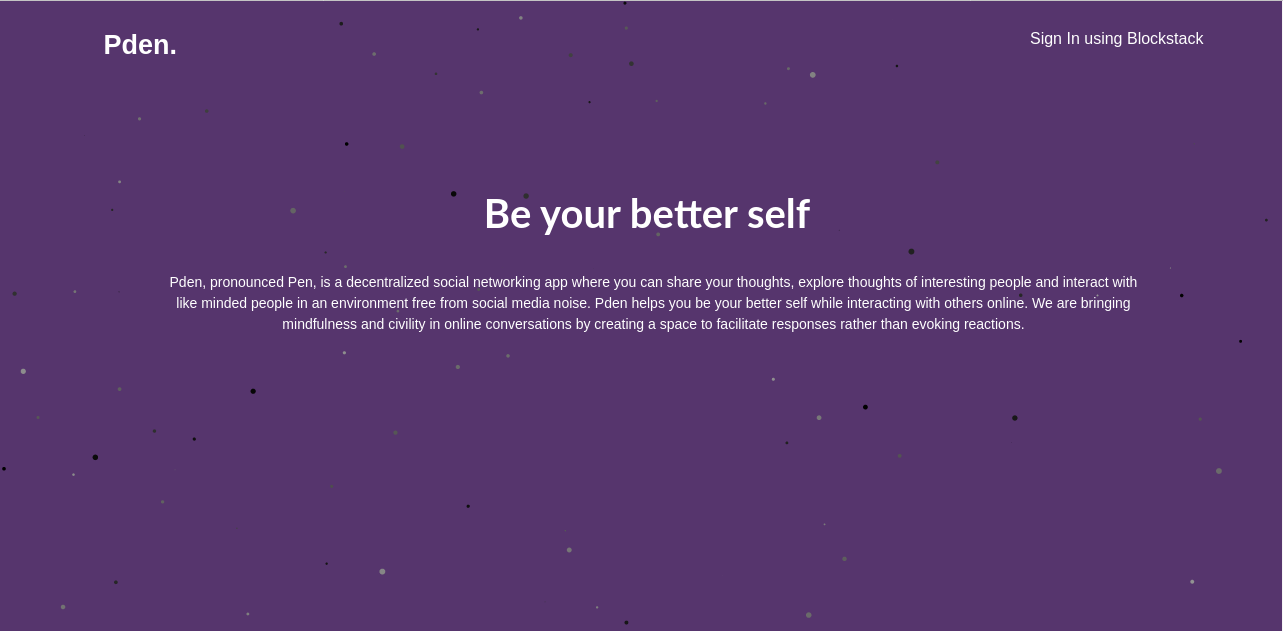 Pden.
Sign In using Blockstack
Be your better self
Pden, pronounced Pen, is a decentralized social networking app where you can share your thoughts, explore thoughts of interesting people and interact with
like minded people in an environment free from social media noise. Pden helps you be your better self while interacting with others online. We are bringing
mindfulness and civility in online conversations by creating a space to facilitate responses rather than evoking reactions.